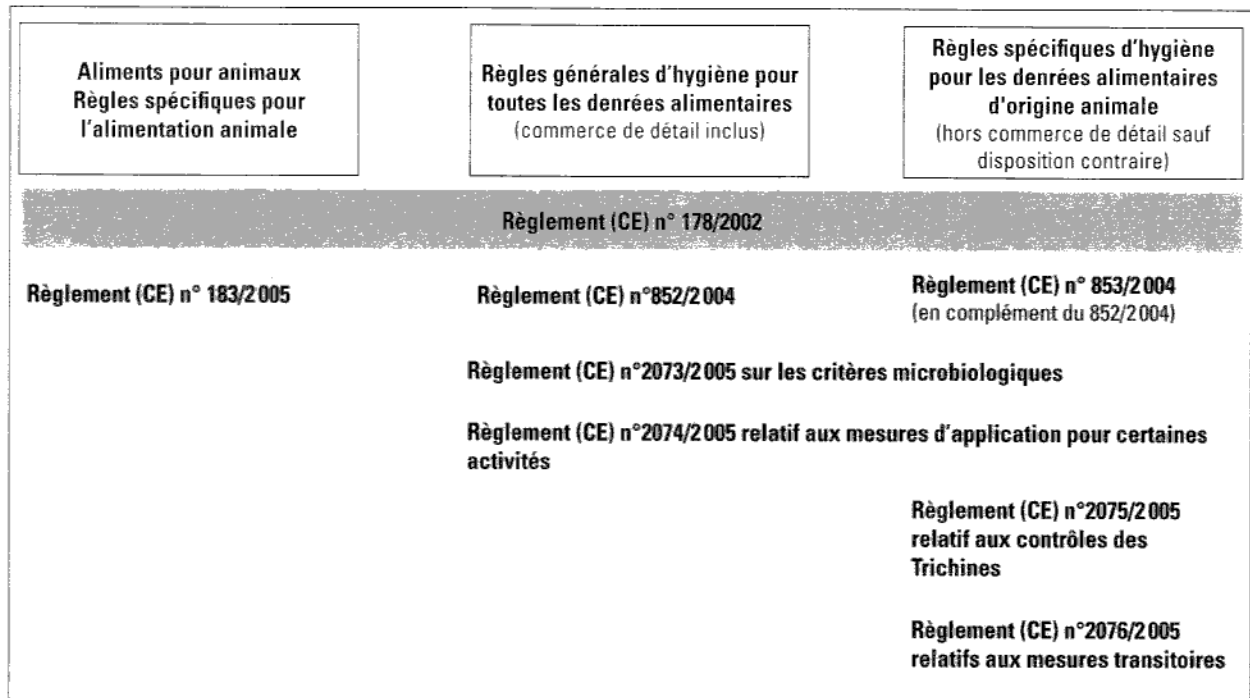 Aliments pour animaux
Règles spécifiques pour
l'alimentation animale
Règles générales d'hygiène pour
toutes les denrées alimentaires
(commerce de détail inclus)
Règles spécifiques d'hygiène
pour les denrées alimentaires
d'origine animale
(hors commerce de détail sauf
disposition contraire)
Règlement (CE) n° 178/2002
Règlement (CE) n° 183/2005
Règlement (CE) n°852/2004
Règlement (CE) n° 853/2004
(en complément du 852/2004)
Règlement (CE) n°2073/2005 sur les critères microbiologiques
Règlement (CE) n°2074/2005 relatif aux mesures d'application pour certaines
activités
Règlement (CE) n°2075/2005
relatif aux contrôles des
Trichines
Règlement (CE) n°2076/2005
relatifs aux mesures transitoires